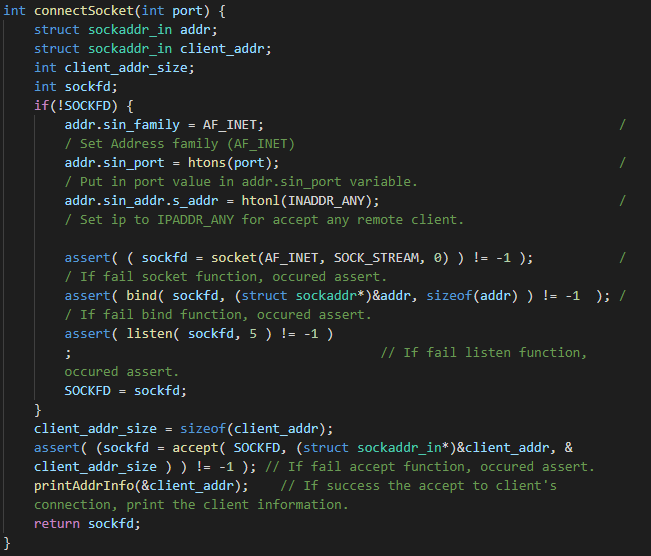 int connectSocket(int port) {
struct sockaddr_in addr;
struct sockaddr_in client_addr;
int client_addr_size;
int sockfd;
if(!SOCKFD) {
addr.sin_family = AF_INET; /
/ Set Address family (AF_INET)
addr.sin_port = htons(port); /
/ Put in port value in addr.sin_port variable.
addr.sin_addr.s_addr = htonl(INADDR_ANY); /
/ Set ip to IPADDR_ANY for accept any remote client.
assert( ( sockfd = socket(AF_INET, SOCK_STREAM, 0) ) != -1 ); /
/ If fail socket function, occured assert.
assert( bind( sockfd, (struct sockaddr*)&addr, sizeof(addr) ) != -1  ); /
/ If fail bind function, occured assert.
assert( listen( sockfd, 5 ) != -1 )
; // If fail listen function,
occured assert.
SOCKFD = sockfd;
}
client_addr_size = sizeof(client_addr);
assert( (sockfd = accept( SOCKFD, (struct sockaddr_in*)&client_addr, &
client_addr_size ) ) != -1 ); // If fail accept function, occured assert.
printAddrInfo(&client_addr); // If success the accept to client's
connection, print the client information.
return sockfd;
}